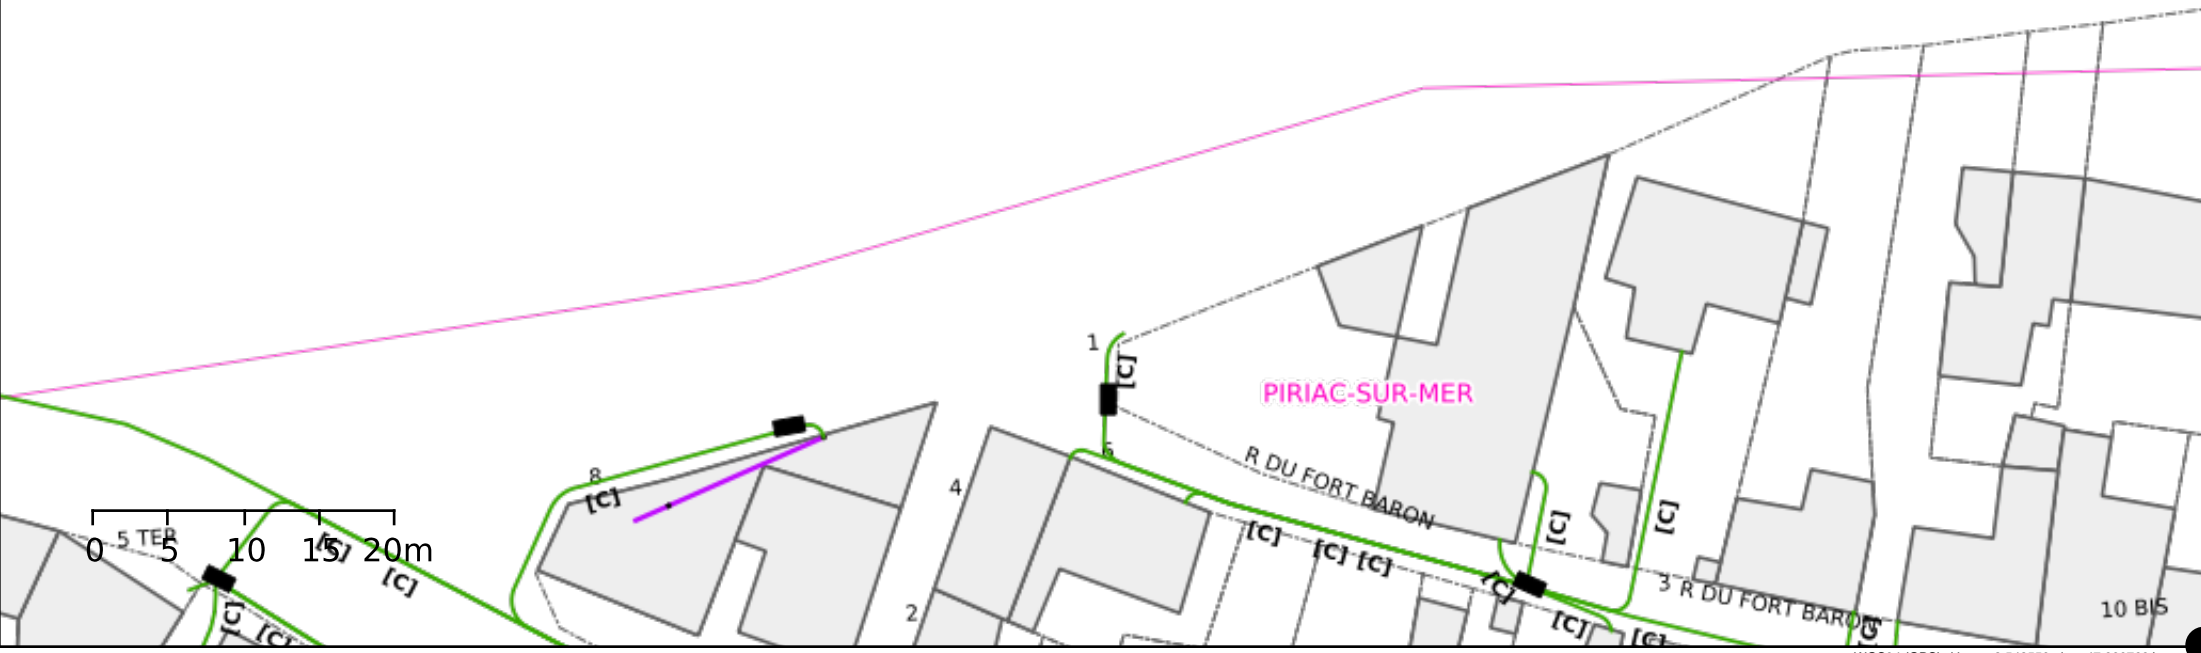 1
[C]
PIRIAC-SUR-MER
6
R DU FORT BARON
8
[C]
4
[C]
[C]
[C] [C]
[C]
5 TER
0 5 10 15 20m
[C]
[C]
[C]
3 R DU FORT BARON
10 BIS
2
[C]
[C]
[C]
[C]
[C]